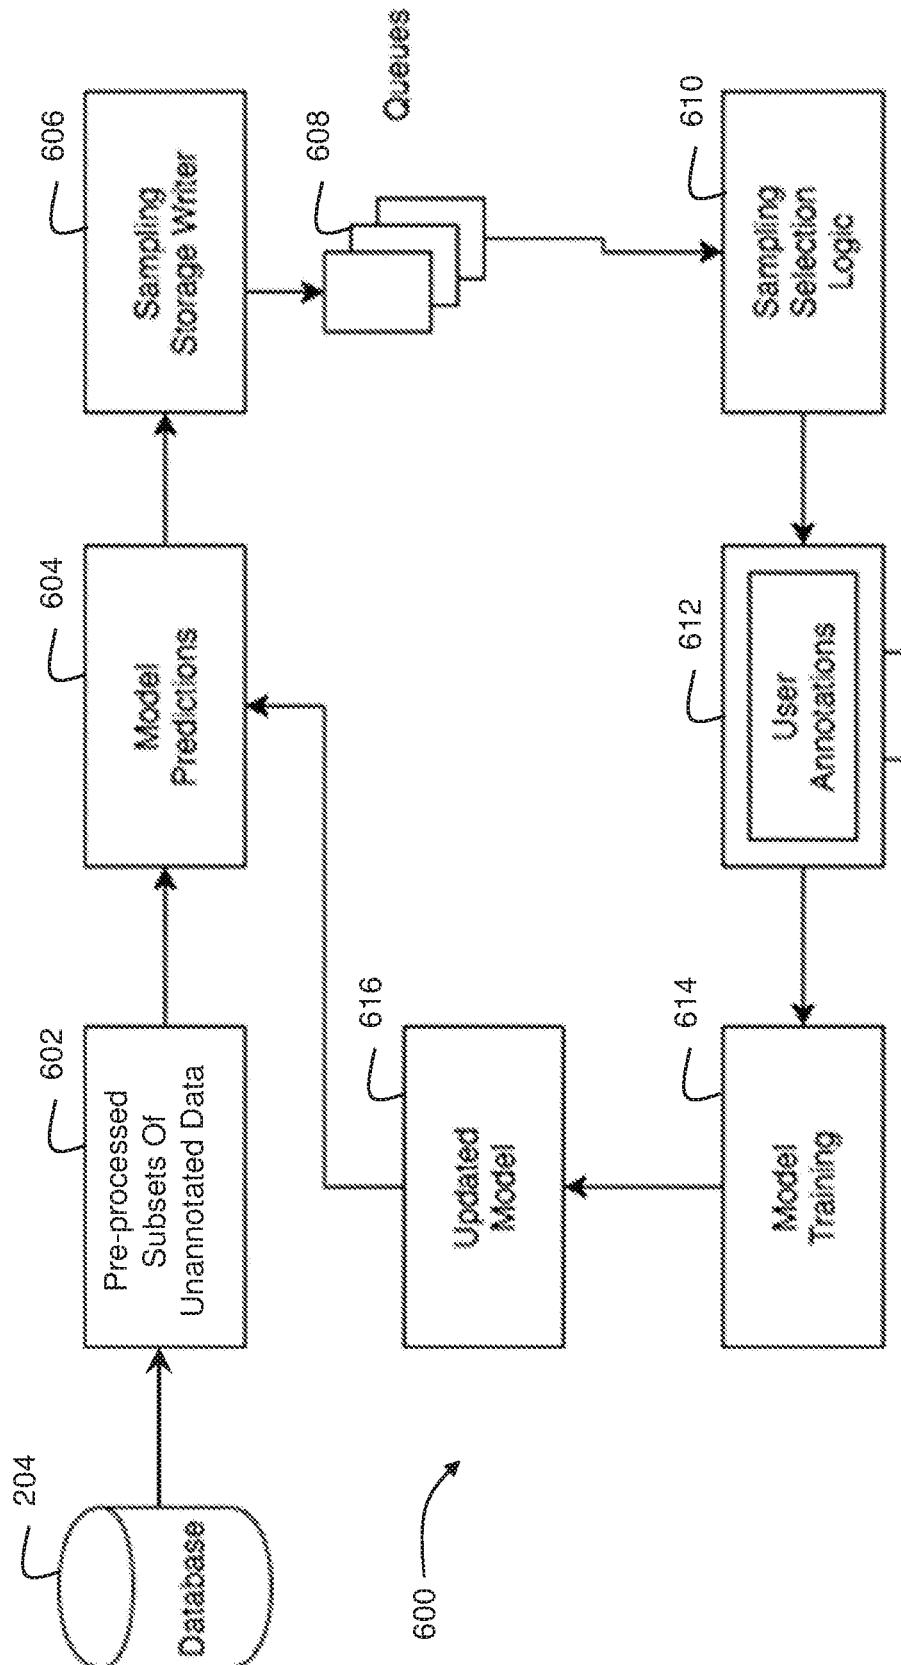 204
Database
602
Pre-processed
Subsets Of
Unannotated Data
604
Model
Predictions
606
Sampling
Storage Writer
608
Queues
610
Sampling
Selection
Logic
612
User
Annotations
614
Model
Training
616
Updated
Model
600